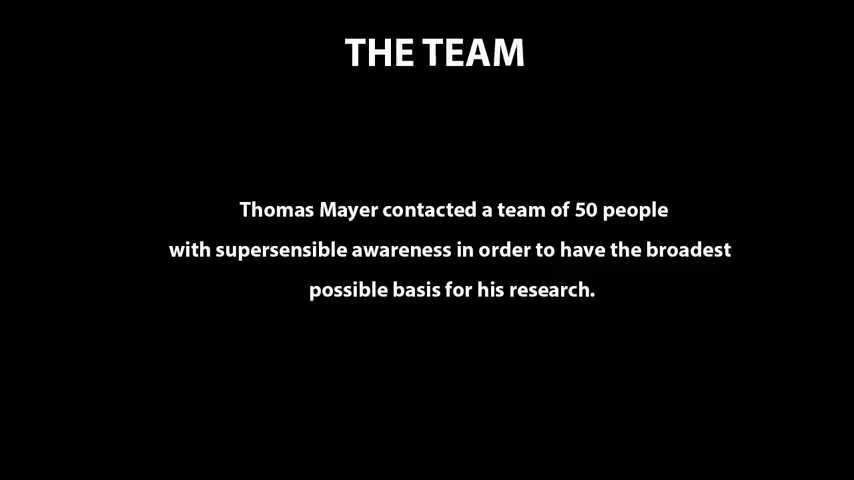 THE TEAM
Thomas Mayer contacted a team of 50 people
with supersensible awareness in order to have the broadest
possible basis for his research.